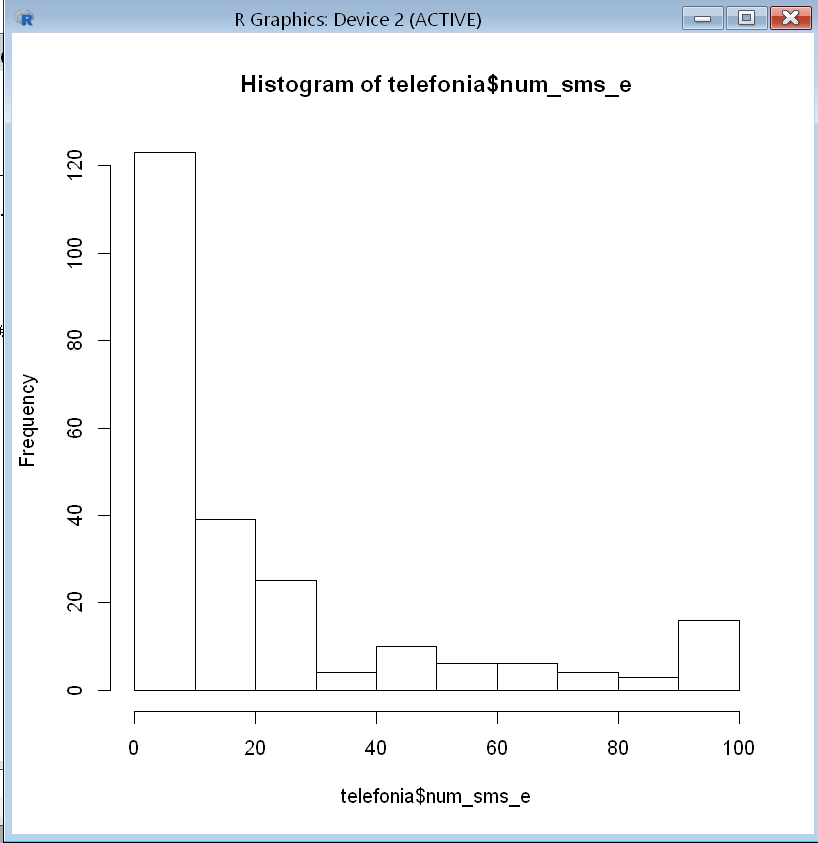 R Graphics: Device 2 (ACTIVE)
Histogram of telefonia$num_sms_e
120
100
80
60
40
20
0
Frequency
0 20 40 60 80 100
telefonia$num_sms_e